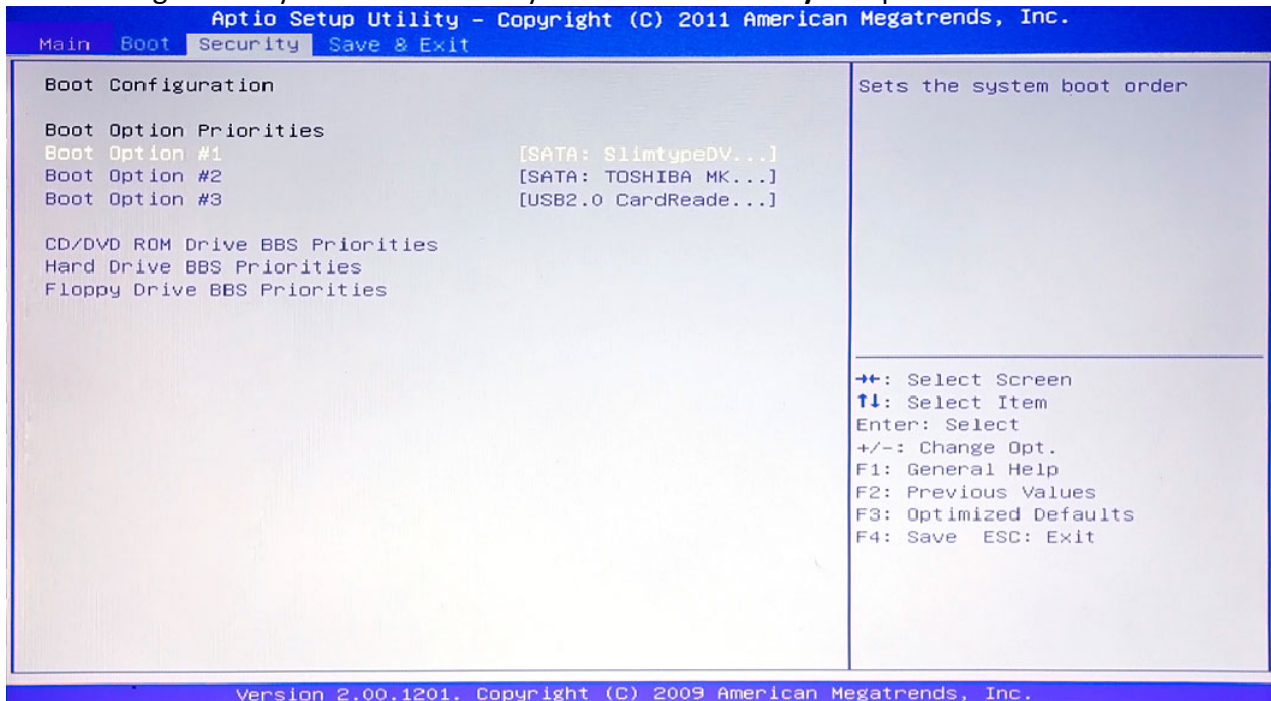 Aptio Setup Utility – Copyright (C) 2011 American Megatrends, Inc.
Main Boot Security Save & Exit
Boot Configuration
Boot Option Priorities
Boot Option #1 [SATA: SlimtypeDV...]
Boot Option #2 [SATA: TOSHIBA MK...]
Boot Option #3 [USB2.0 CardReade...]
CD/DVD ROM Drive BBS Priorities
Hard Drive BBS Priorities
Floppy Drive BBS Priorities
Sets the system boot order
→←: Select Screen
↑↓: Select Item
Enter: Select
+/-: Change Opt.
F1: General Help
F2: Previous Values
F3: Optimized Defaults
F4: Save ESC: Exit
Version 2.00.1201. Copyright (C) 2009 American Megatrends, Inc.